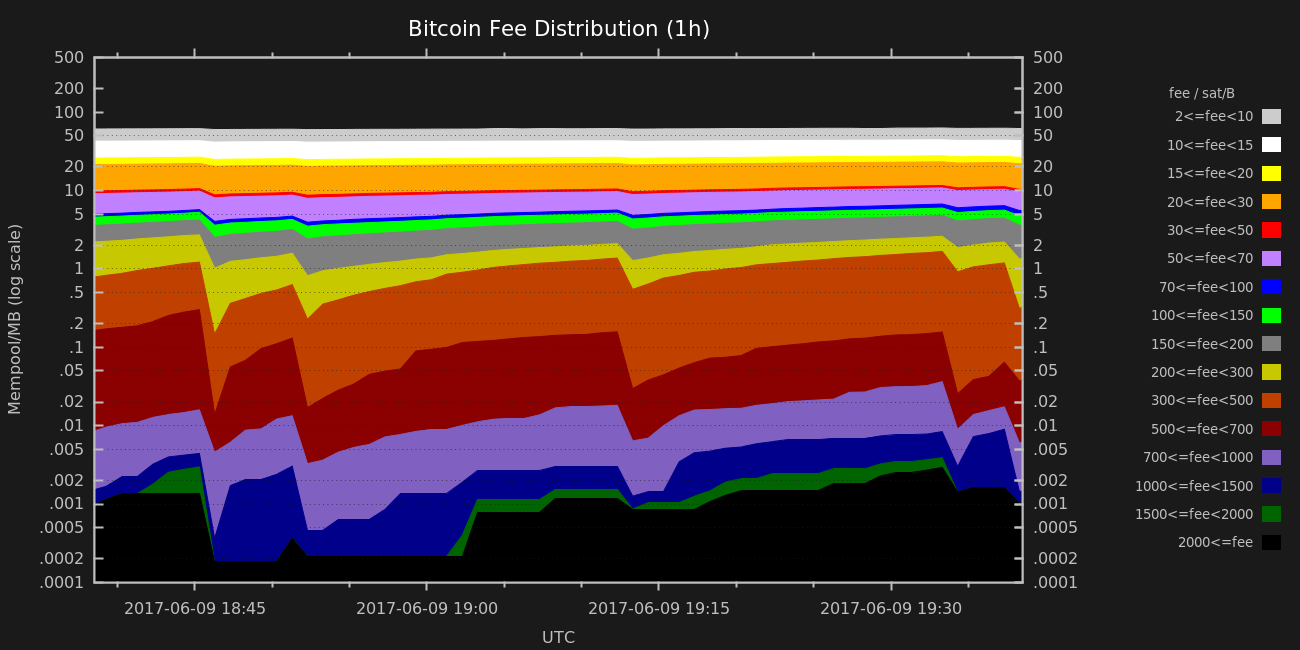 Bitcoin Fee Distribution (1h)
500 500
200 200
100 100
50 50
20 20
10 10
5 5
2 2
1 1
.5 .5
.2 .2
.1 .1
.05 .05
.02 .02
.01 .01
.005 .005
.002 .002
.001 .001
.0005 .0005
.0002 .0002
.0001 .0001
Mempool/MB (log scale)
2017-06-09 18:45 2017-06-09 19:00 2017-06-09 19:15 2017-06-09 19:30
UTC
fee / sat/B
2<=fee<10
10<=fee<15
15<=fee<20
20<=fee<30
30<=fee<50
50<=fee<70
70<=fee<100
100<=fee<150
150<=fee<200
200<=fee<300
300<=fee<500
500<=fee<700
700<=fee<1000
1000<=fee<1500
1500<=fee<2000
2000<=fee